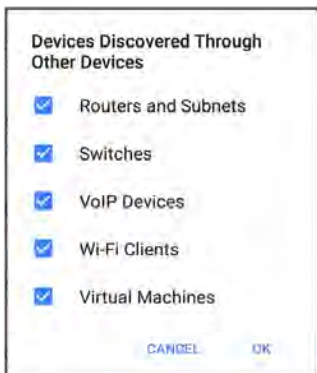 Devices Discovered Through
Other Devices
Routers and Subnets
Switches
VoIP Devices
Wi-Fi Clients
Virtual Machines
CANCEL OK